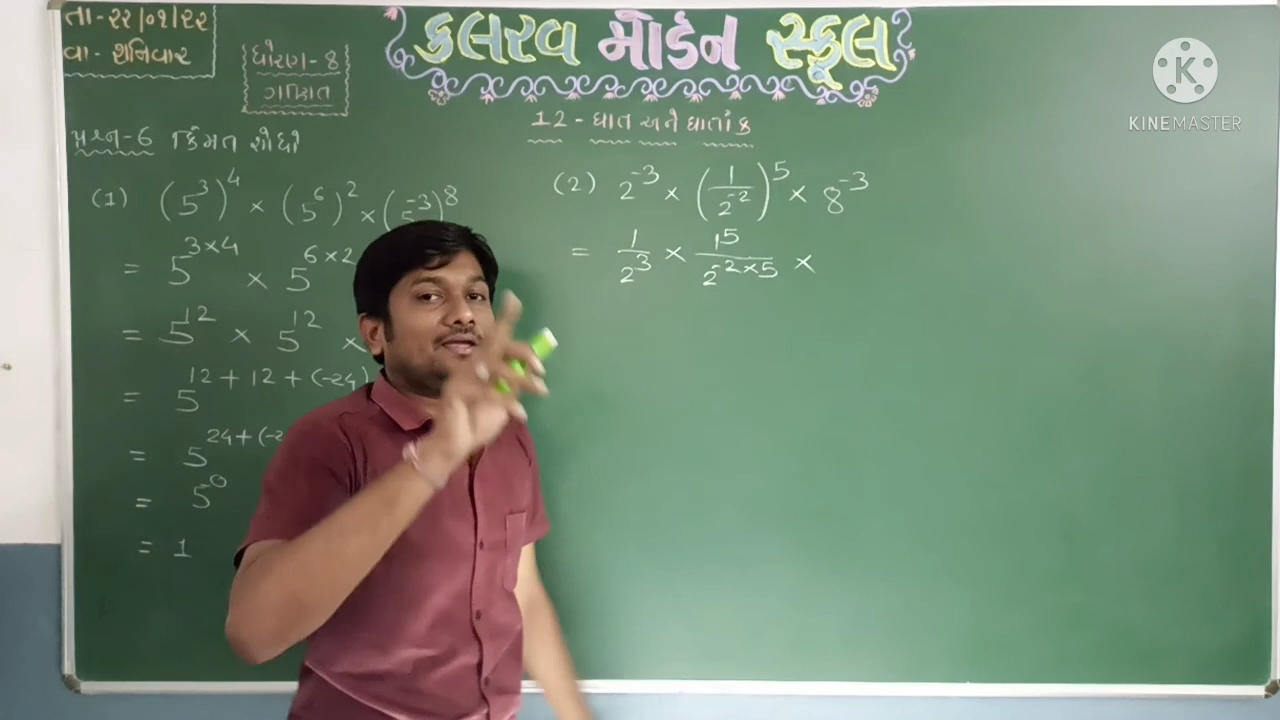 તા-૨૨/૦૧/૨૨
વા- શનિવાર
ધોરણ-8
ગણિત
કલરવ મોર્ડન સ્કૂલ
KINEMASTER
12 - ઘાત અને ઘાતાંક
પ્રશ્ન-6 કિંમત શોધો
(1) (5³)⁴ × (5⁶)² × (5⁻³)⁸
= 5^{3×4} × 5^{6×2}
= 5¹² × 5¹² ×
= 5^{12+12+(-24)}
= 5^{24+(-2
= 5⁰
= 1
(2) 2⁻³ × (1/2⁻²)⁵ × 8⁻³
= 1/2³ × 1⁵/2^{-2×5} ×